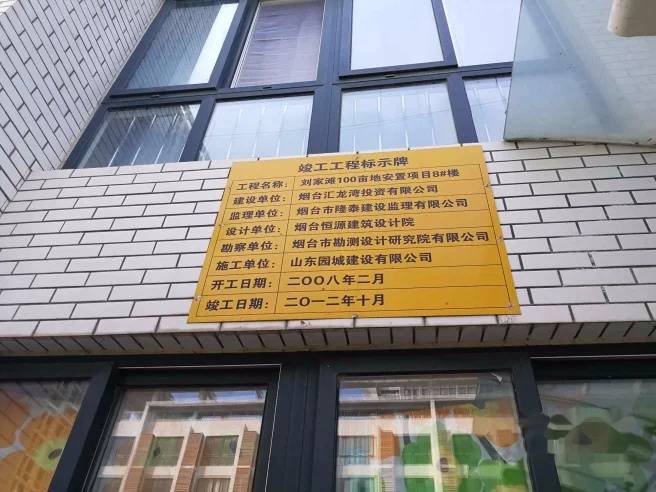 竣工工程标示牌
工程名称： 刘家滩100亩地安置项目8#楼
建设单位： 烟台汇龙湾投资有限公司
监理单位： 烟台市隆泰建设监理有限公司
设计单位： 烟台恒源建筑设计院
勘察单位： 烟台市勘测设计研究院有限公司
施工单位： 山东园城建设有限公司
开工日期： 二〇〇八年二月
竣工日期： 二〇一二年十月